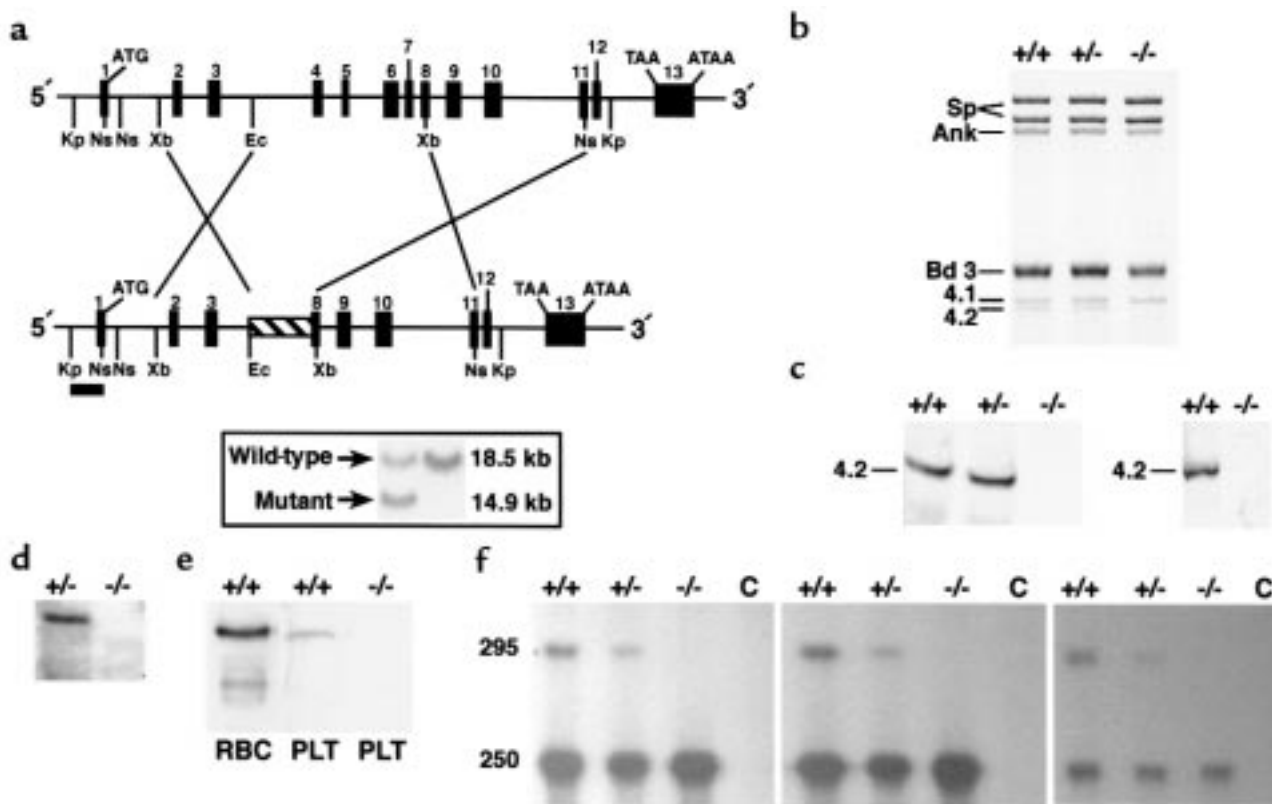 a
ATG
1 2 3 4 5 6 7 8 9 10 11 12 TAA 13 ATAA
5´ 3´
Kp Ns Ns Xb Ec Xb Ns Kp
ATG
1 2 3 8 9 10 11 12 TAA 13 ATAA
5´ 3´
Kp Ns Ns Xb Ec Xb Ns Kp
Wild-type 18.5 kb
Mutant 14.9 kb
b
+/+ +/- -/-
Sp
Ank
Bd 3
4.1
4.2
c
+/+ +/- -/- +/+ -/-
4.2 4.2
d
+/- -/-
e
+/+ +/+ -/-
RBC PLT PLT
f
+/+ +/- -/- C +/+ +/- -/- C +/+ +/- -/- C
295
250